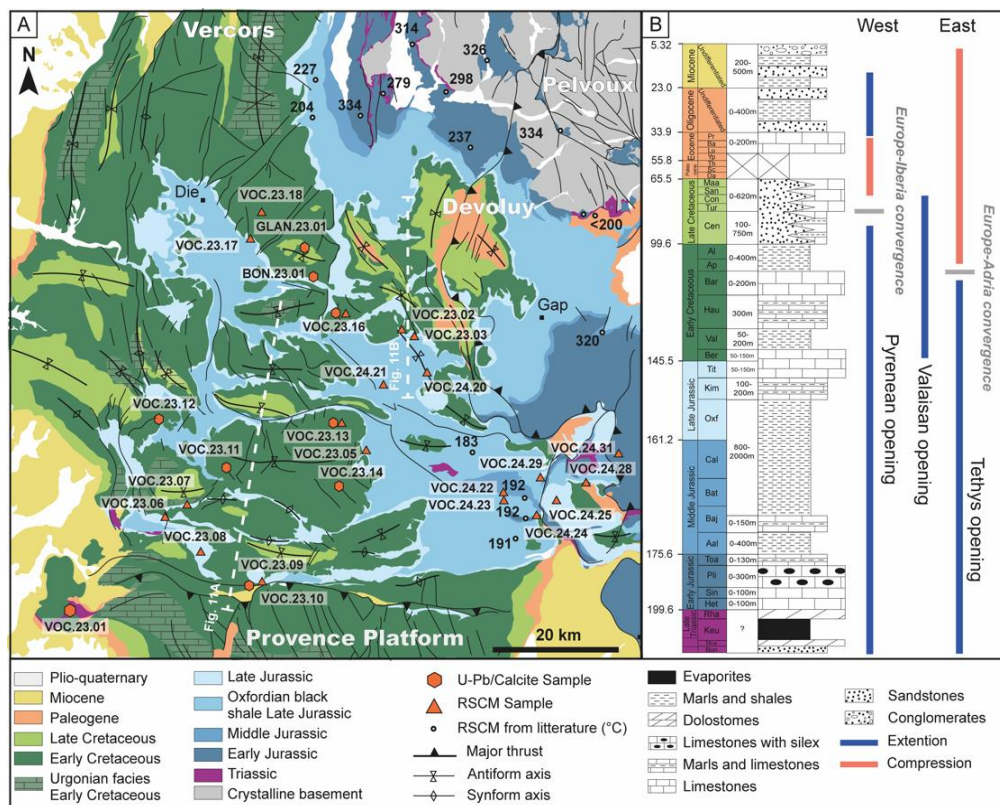 A
Vercors
N
314
326
227
279
298
Pelvoux
204
334
334
237
Die
VOC.23.18
GLAN.23.01
Devoluy
<200
VOC.23.17
BON.23.01
Gap
VOC.23.02
VOC.23.16
VOC.23.03
320
Fig. 11B
VOC.24.21
VOC.24.20
VOC.23.12
VOC.23.13
183
VOC.24.31
VOC.23.11
VOC.23.05
VOC.24.29
VOC.24.28
VOC.23.14
VOC.23.07
VOC.24.22
192
VOC.23.06
VOC.24.23
192
VOC.24.25
VOC.23.08
VOC.24.24
191
VOC.23.09
VOC.23.10
Fig. 11A
VOC.23.01
Provence Platform
20 km
B
West
East
5.32
Miocene
Undifferentiated
200-
500m
23.0
Oligocene
Undifferentiated
0-400m
33.9
Eocene
Pr
Ba
Lu
0-200m
55.8
65.5
Late Cretaceous
Maa
San
Con
Tur
0-620m
Cen
100-
750m
99.6
Early Cretaceous
Al
0-400m
Ap
Bar
0-200m
Hau
300m
Val
50-
200m
Ber
50-150m
145.5
Late Jurassic
Tit
50-150m
Kim
100-
200m
Oxf
161.2
600-
2000m
Middle Jurassic
Cal
Bat
Baj
0-150m
Aal
0-400m
175.6
Early Jurassic
Toa
0-130m
Pli
0-300m
Sin
0-100m
Het
0-100m
199.6
Late Triassic
Rha
Keu
?
Europe-Iberia convergence
Europe-Adria convergence
Pyrenean opening
Valaisan opening
Tethys opening
Plio-quaternary
Miocene
Paleogene
Late Cretaceous
Early Cretaceous
Urgonian facies
Early Cretaceous
Late Jurassic
Oxfordian black
shale Late Jurassic
Middle Jurassic
Early Jurassic
Triassic
Crystalline basement
U-Pb/Calcite Sample
RSCM Sample
RSCM from litterature (°C)
Major thrust
Antiform axis
Synform axis
Evaporites
Marls and shales
Dolostomes
Limestones with silex
Marls and limestones
Limestones
Sandstones
Conglomerates
Extention
Compression